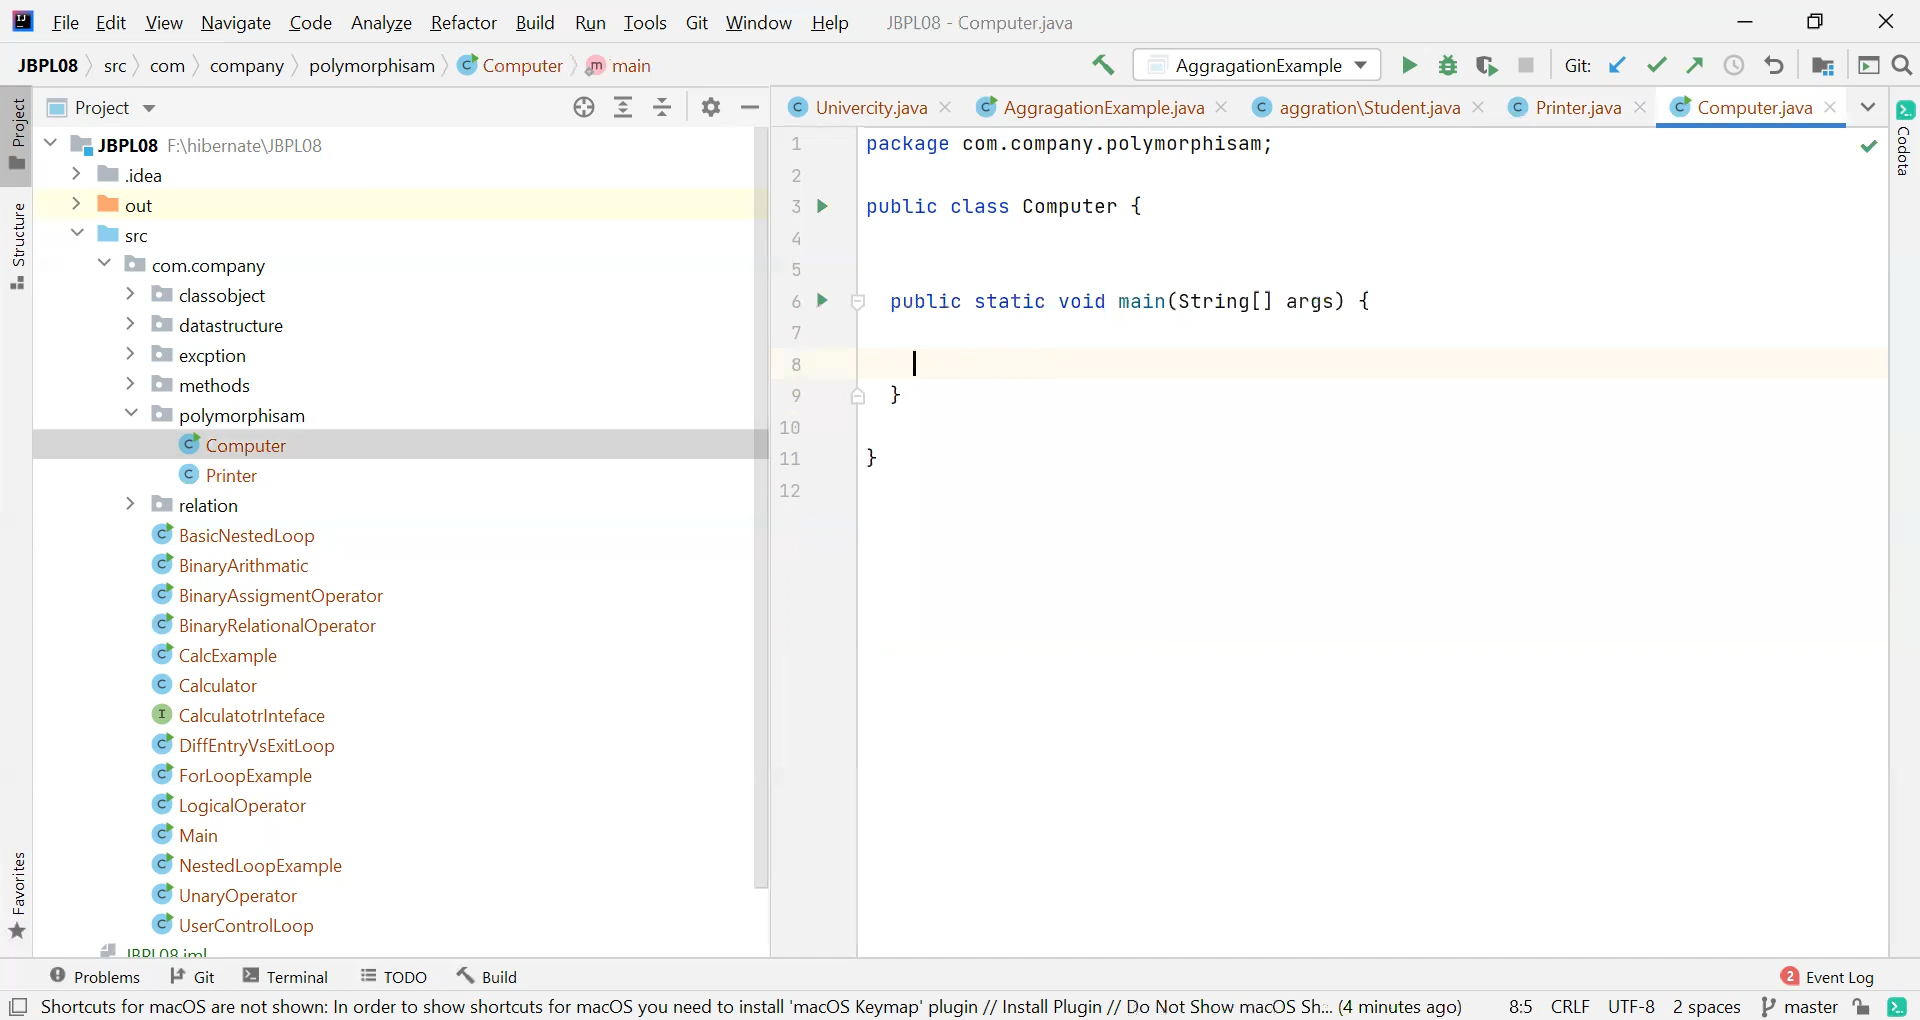 File Edit View Navigate Code Analyze Refactor Build Run Tools Git Window Help JBPL08 - Computer.java
JBPL08 src com company polymorphisam Computer main AggragationExample Git:
Project
Univercity.java AggragationExample.java aggration\Student.java Printer.java Computer.java
Project
Structure
Favorites
JBPL08 F:\hibernate\JBPL08
.idea
out
src
com.company
classobject
datastructure
excption
methods
polymorphisam
Computer
Printer
relation
BasicNestedLoop
BinaryArithmatic
BinaryAssigmentOperator
BinaryRelationalOperator
CalcExample
Calculator
CalculatotrInteface
DiffEntryVsExitLoop
ForLoopExample
LogicalOperator
Main
NestedLoopExample
UnaryOperator
UserControlLoop
JBPL08.iml
1 package com.company.polymorphisam;
2
3 public class Computer {
4
5
6 public static void main(String[] args) {
7
8
9 }
10
11 }
12
Codota
Problems Git Terminal TODO Build 2 Event Log
Shortcuts for macOS are not shown: In order to show shortcuts for macOS you need to install 'macOS Keymap' plugin // Install Plugin // Do Not Show macOS Sh... (4 minutes ago) 8:5 CRLF UTF-8 2 spaces master